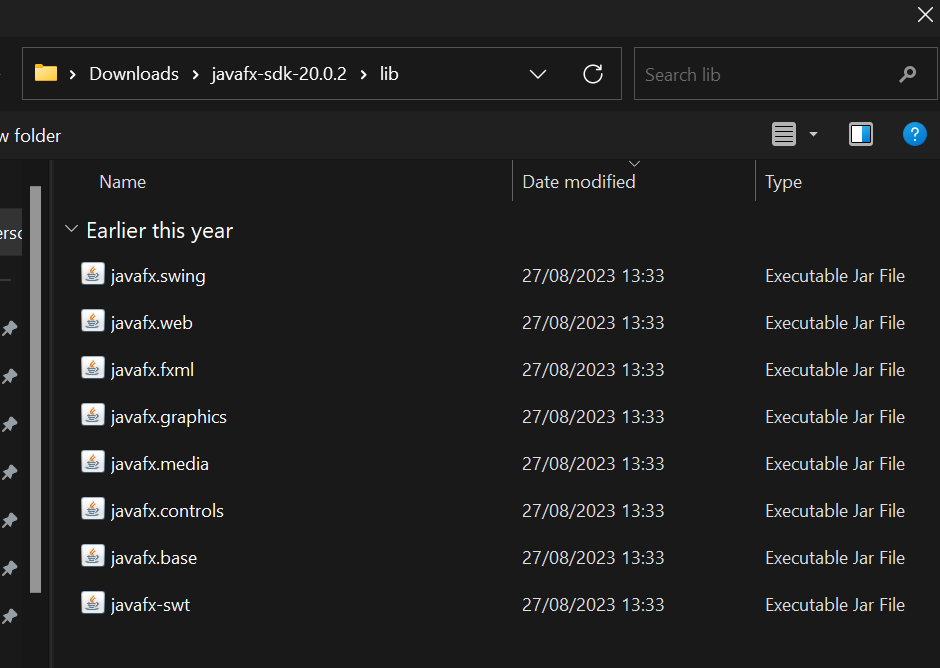 Downloads > javafx-sdk-20.0.2 > lib
Search lib
w folder
?
Name Date modified Type
ersc
Earlier this year
javafx.swing 27/08/2023 13:33 Executable Jar File
javafx.web 27/08/2023 13:33 Executable Jar File
javafx.fxml 27/08/2023 13:33 Executable Jar File
javafx.graphics 27/08/2023 13:33 Executable Jar File
javafx.media 27/08/2023 13:33 Executable Jar File
javafx.controls 27/08/2023 13:33 Executable Jar File
javafx.base 27/08/2023 13:33 Executable Jar File
javafx-swt 27/08/2023 13:33 Executable Jar File